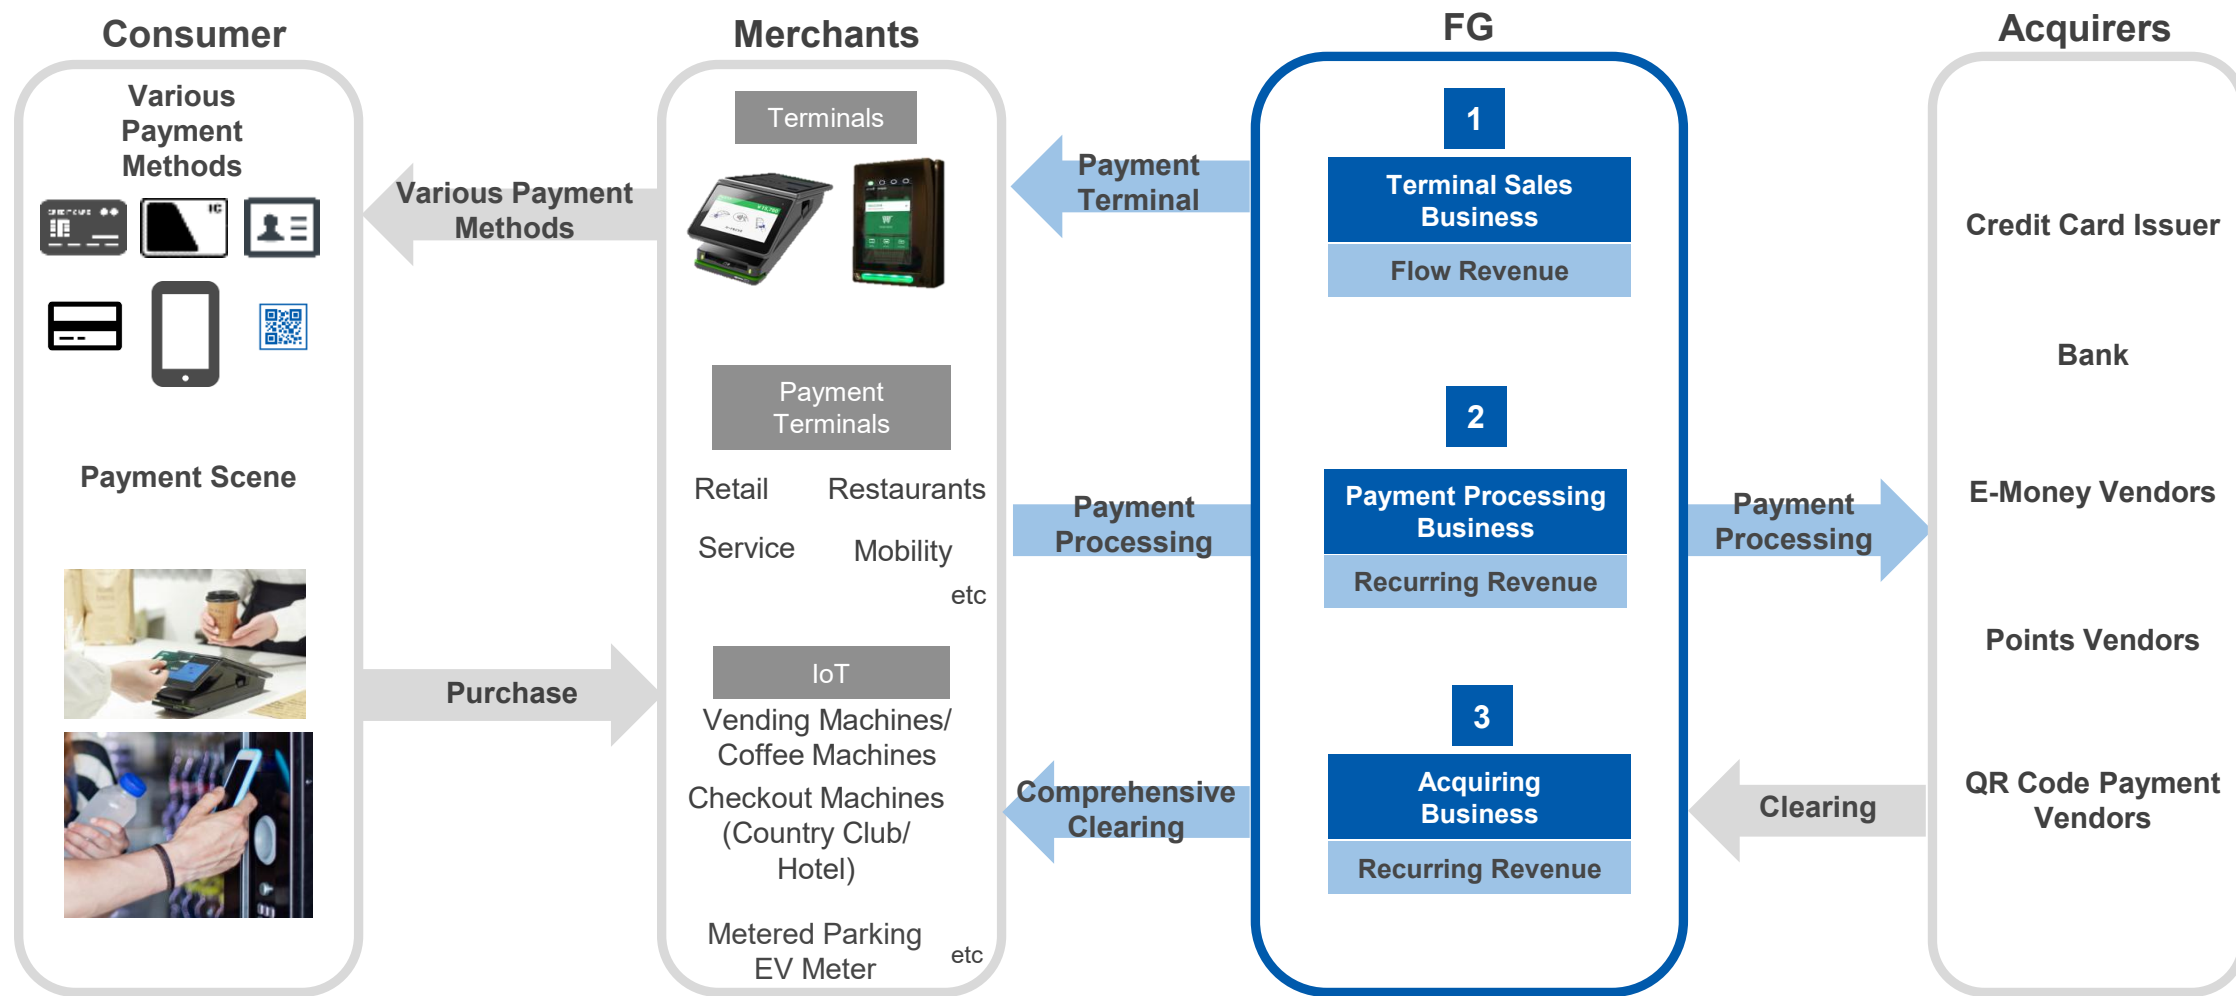 Consumer
Various
Payment
Methods
IC
Payment Scene
Various Payment
Methods
Purchase
Merchants
Terminals
Payment
Terminals
Retail
Restaurants
Service
Mobility
etc
IoT
Vending Machines/
Coffee Machines
Checkout Machines
(Country Club/
Hotel)
Metered Parking
EV Meter
etc
Payment
Terminal
Payment
Processing
Comprehensive
Clearing
FG
1
Terminal Sales
Business
Flow Revenue
2
Payment Processing
Business
Recurring Revenue
3
Acquiring
Business
Recurring Revenue
Payment
Processing
Clearing
Acquirers
Credit Card Issuer
Bank
E-Money Vendors
Points Vendors
QR Code Payment
Vendors